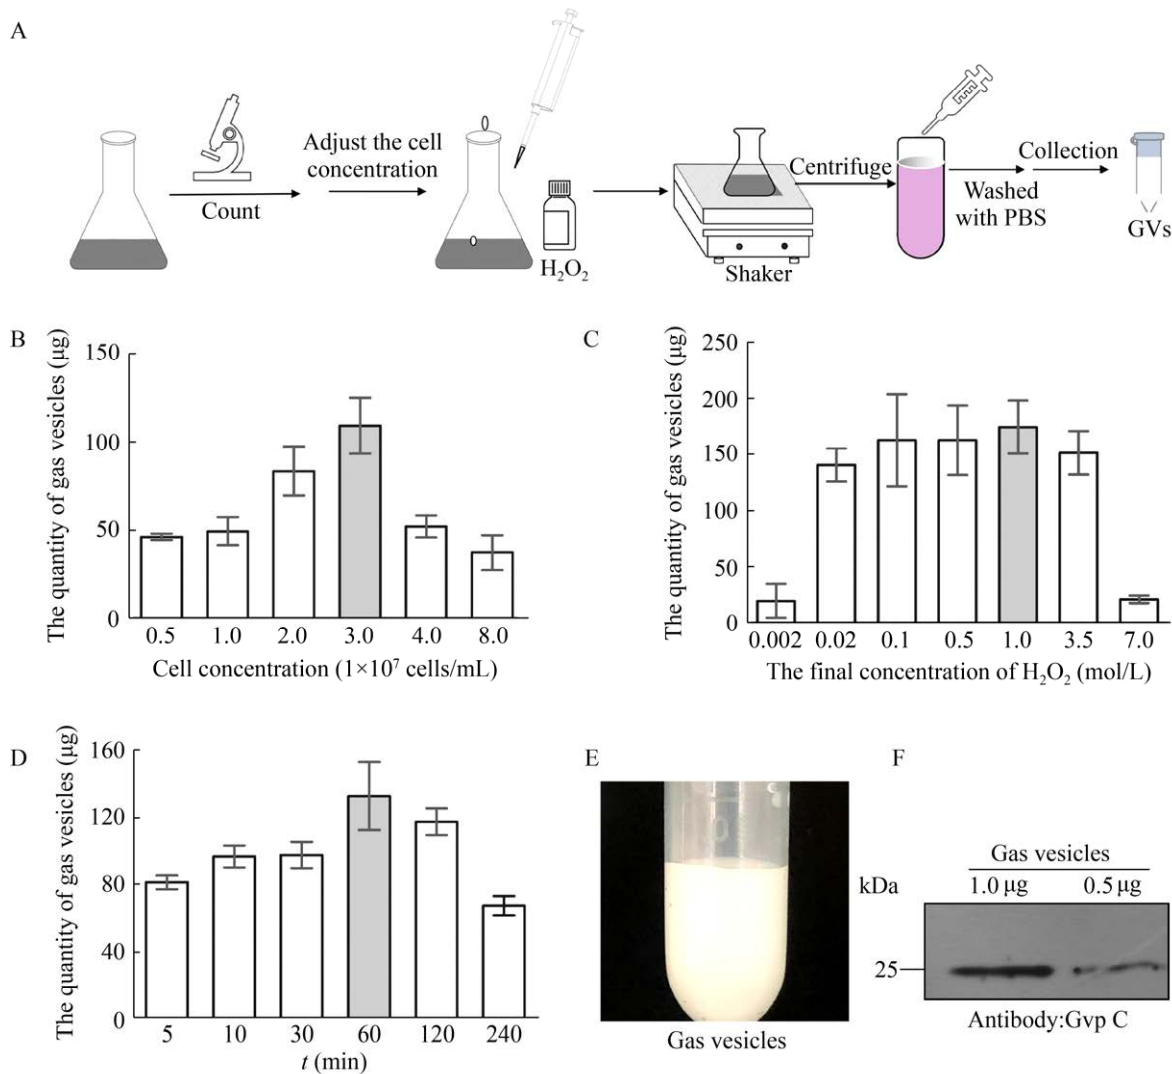 A
Count
Adjust the cell
concentration
H₂O₂
Shaker
Centrifuge
Washed
with PBS
Collection
GVs
B
The quantity of gas vesicles (μg)
150
100
50
0
0.5 1.0 2.0 3.0 4.0 8.0
Cell concentration (1×10⁷ cells/mL)
C
The quantity of gas vesicles (μg)
250
200
150
100
50
0
0.002 0.02 0.1 0.5 1.0 3.5 7.0
The final concentration of H₂O₂ (mol/L)
D
The quantity of gas vesicles (μg)
160
120
80
40
0
5 10 30 60 120 240
t (min)
E
Gas vesicles
F
Gas vesicles
kDa 1.0 μg 0.5 μg
25
Antibody:Gvp C